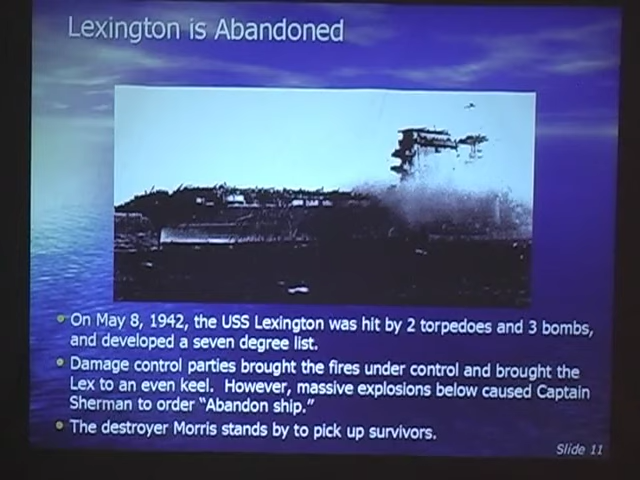 Lexington is Abandoned
On May 8, 1942, the USS Lexington was hit by 2 torpedoes and 3 bombs,
and developed a seven degree list.
Damage control parties brought the fires under control and brought the
Lex to an even keel. However, massive explosions below caused Captain
Sherman to order “Abandon ship.”
The destroyer Morris stands by to pick up survivors.
Slide 11